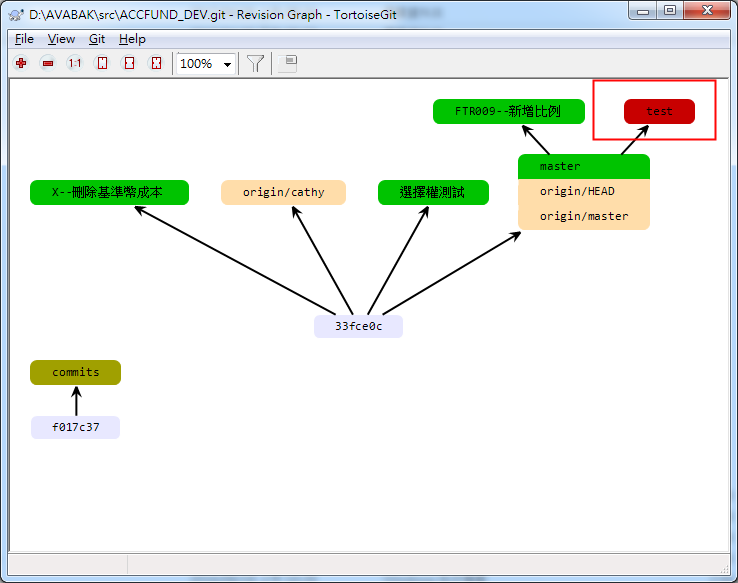 D:\AVABAK\src\ACCFUND_DEV.git - Revision Graph - TortoiseGit
File View Git Help
1:1 100%
FTR009--新增比例
test
master
X--刪除基準幣成本
origin/cathy
選擇權測試
origin/HEAD
origin/master
33fce0c
commits
f017c37